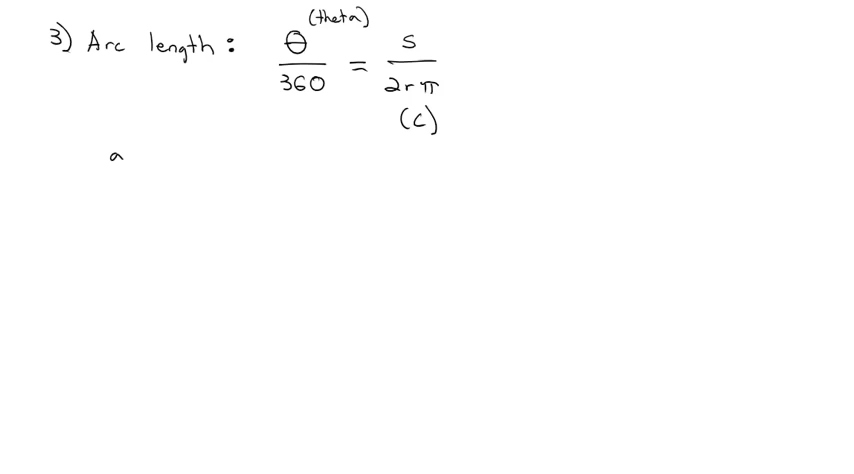 3) Arc length : θ (theta) / 360 = s / 2rπ (C)
a